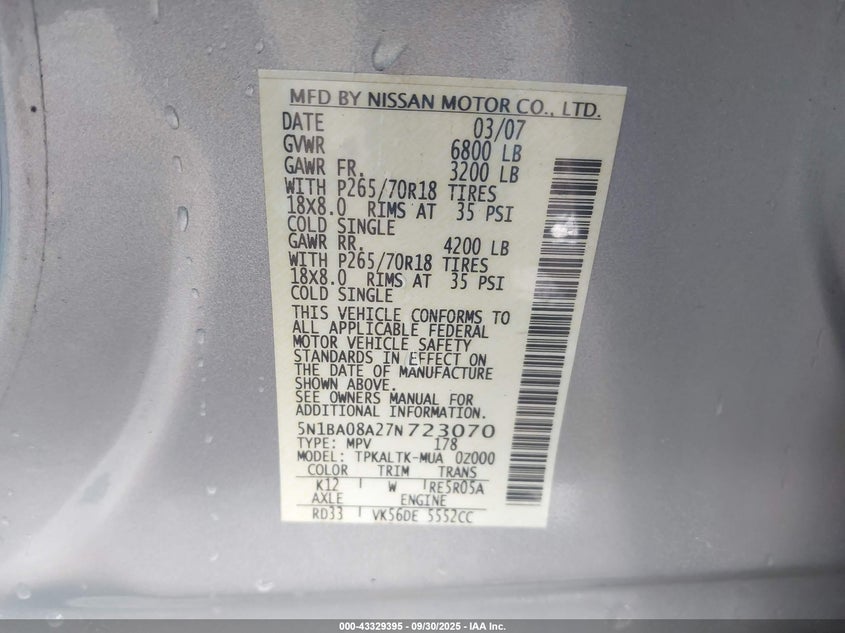 MFD BY NISSAN MOTOR CO., LTD.
DATE 03/07
GVWR 6800 LB
GAWR FR. 3200 LB
WITH P265/70R18 TIRES
18X8.0 RIMS AT 35 PSI
COLD SINGLE
GAWR RR. 4200 LB
WITH P265/70R18 TIRES
18X8.0 RIMS AT 35 PSI
COLD SINGLE
THIS VEHICLE CONFORMS TO
ALL APPLICABLE FEDERAL
MOTOR VEHICLE SAFETY
STANDARDS IN EFFECT ON
THE DATE OF MANUFACTURE
SHOWN ABOVE.
SEE OWNERS MANUAL FOR
ADDITIONAL INFORMATION.
5N1BA08A27N723070
TYPE: MPV 178
MODEL: TPKALTK-MUA 02000
COLOR TRIM TRANS
K12 W RE5R05A
AXLE ENGINE
RD33 VK56DE 5552CC
000-43329395 - 09/30/2025 - IAA Inc.